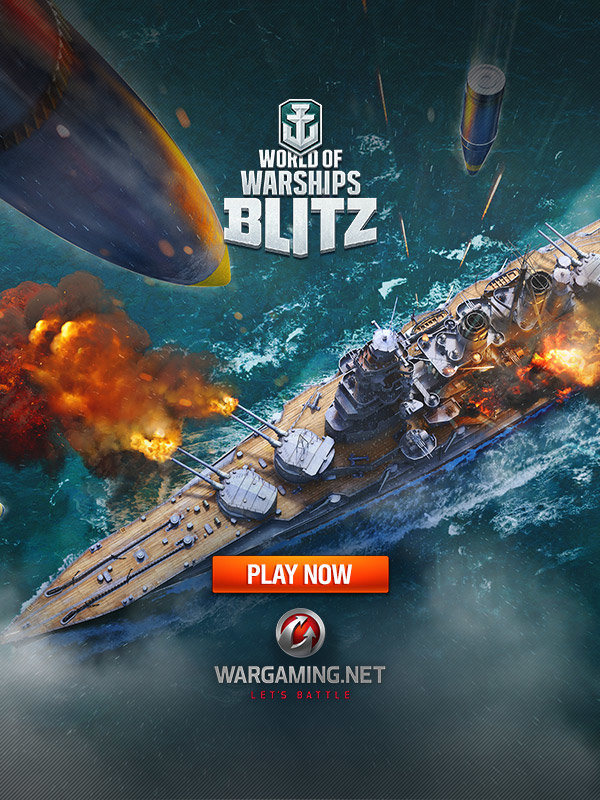 WORLD OF
WARSHIPS
BLITZ
PLAY NOW
WARGAMING.NET
LET'S BATTLE